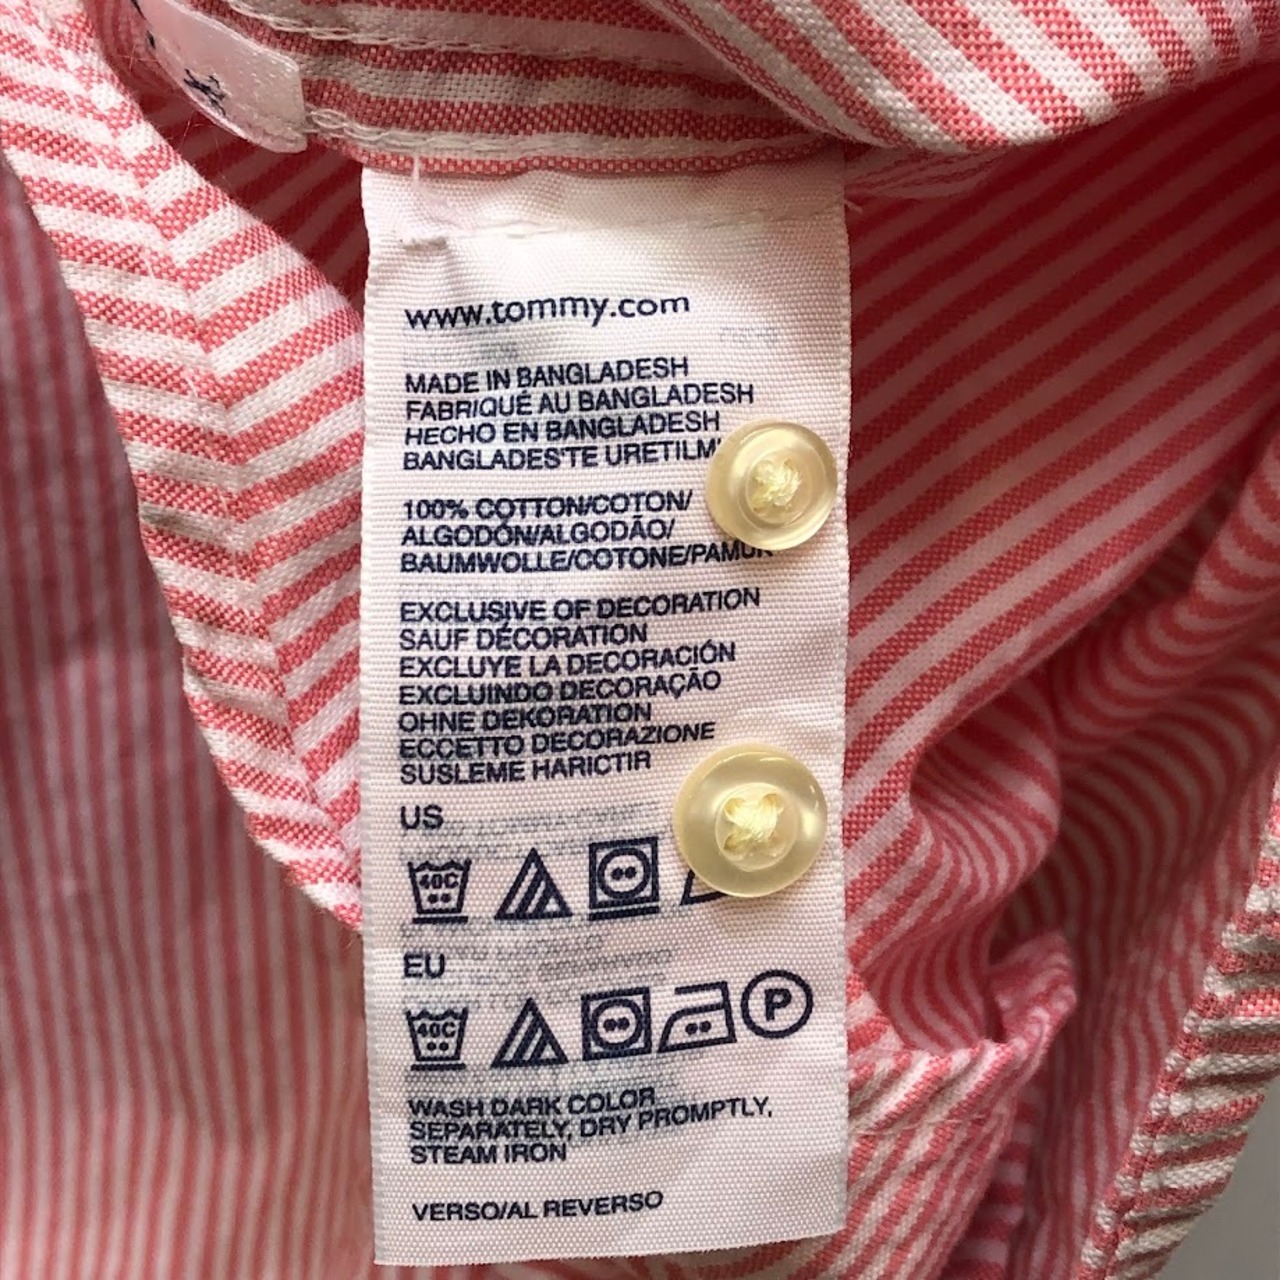 www.tommy.com
MADE IN BANGLADESH
FABRIQUÉ AU BANGLADESH
HECHO EN BANGLADESH
BANGLADES'TE
100% COTTON/COTON/
ALGODÓN/ALGODÃO/
BAUMWOLLE/COTONE/PAMUK
EXCLUSIVE OF DECORATION
SAUF DÉCORATION
EXCLUYE LA DECORACIÓN
EXCLUINDO DECORAÇÃO
OHNE DEKORATION
ECCETTO DECORAZIONE
SUSLEME HARICTIR
US
40C
EU
40C
P
WASH DARK COLOR
SEPARATELY, DRY PROMPTLY,
STEAM IRON
VERSO/AL REVERSO